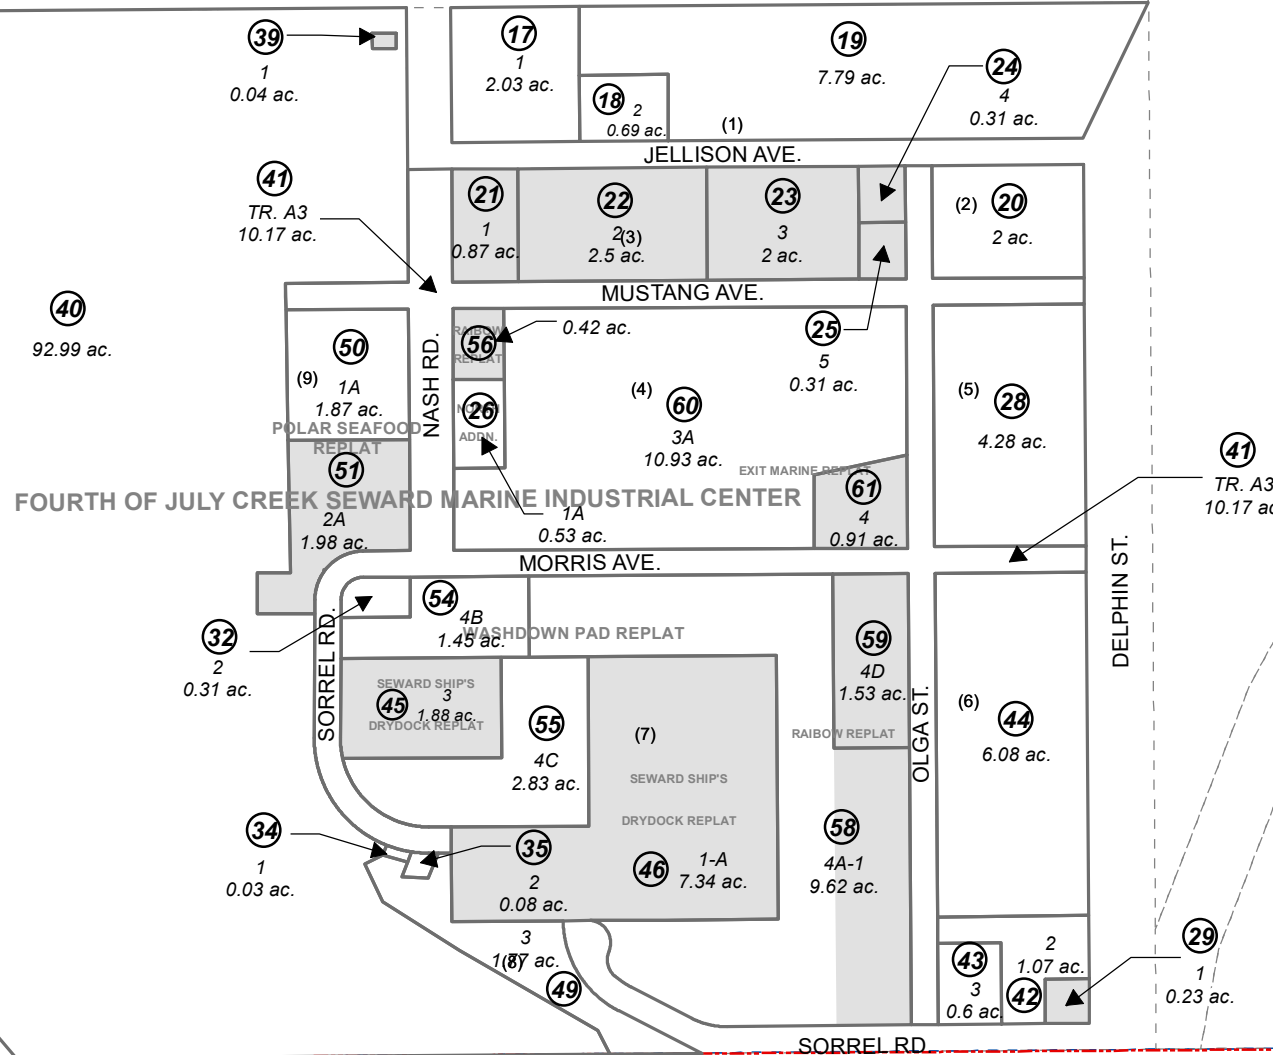 39
1
0.04 ac.
17
1
2.03 ac.
19
7.79 ac.
18
2
0.69 ac.
(1)
24
4
0.31 ac.
JELLISON AVE.
41
TR. A3
10.17 ac.
21
1
0.87 ac.
22
2
(3)
2.5 ac.
23
3
2 ac.
(2)
20
2 ac.
MUSTANG AVE.
40
92.99 ac.
50
(9)
1A
1.87 ac.
NASH RD.
RAIBOW
56
REPLAT
0.42 ac.
25
5
0.31 ac.
NORTH
26
ADDN.
(4)
60
3A
10.93 ac.
(5)
28
4.28 ac.
POLAR SEAFOOD
REPLAT
51
EXIT MARINE REPLAT
61
4
0.91 ac.
41
TR. A3
10.17 ac
FOURTH OF JULY CREEK SEWARD MARINE INDUSTRIAL CENTER
2A
1.98 ac.
1A
0.53 ac.
MORRIS AVE.
DELPHIN ST.
32
2
0.31 ac.
SORREL RD.
54
4B
1.45 ac.
WASHDOWN PAD REPLAT
59
4D
1.53 ac.
OLGA ST.
SEWARD SHIP'S
45
3
1.88 ac.
DRYDOCK REPLAT
55
4C
2.83 ac.
(7)
RAIBOW REPLAT
(6)
44
6.08 ac.
SEWARD SHIP'S
DRYDOCK REPLAT
34
1
0.03 ac.
35
2
0.08 ac.
46
1-A
7.34 ac.
58
4A-1
9.62 ac.
3
1.87 ac.
(8)
49
43
3
0.6 ac.
2
1.07 ac.
42
29
1
0.23 ac.
SORREL RD.